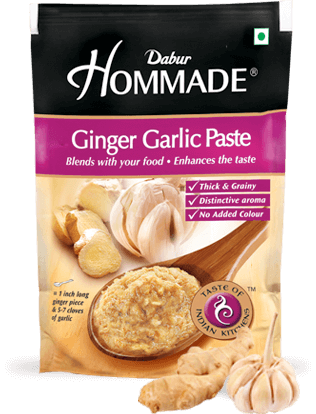 Dabur
HOMMADE®
Ginger Garlic Paste
Blends with your food • Enhances the taste
✓ Thick & Grainy
✓ Distinctive aroma
✓ No Added Colour
= 1 inch long
ginger piece
& 5-7 cloves
of garlic
TASTE OF
INDIAN KITCHENS
TM